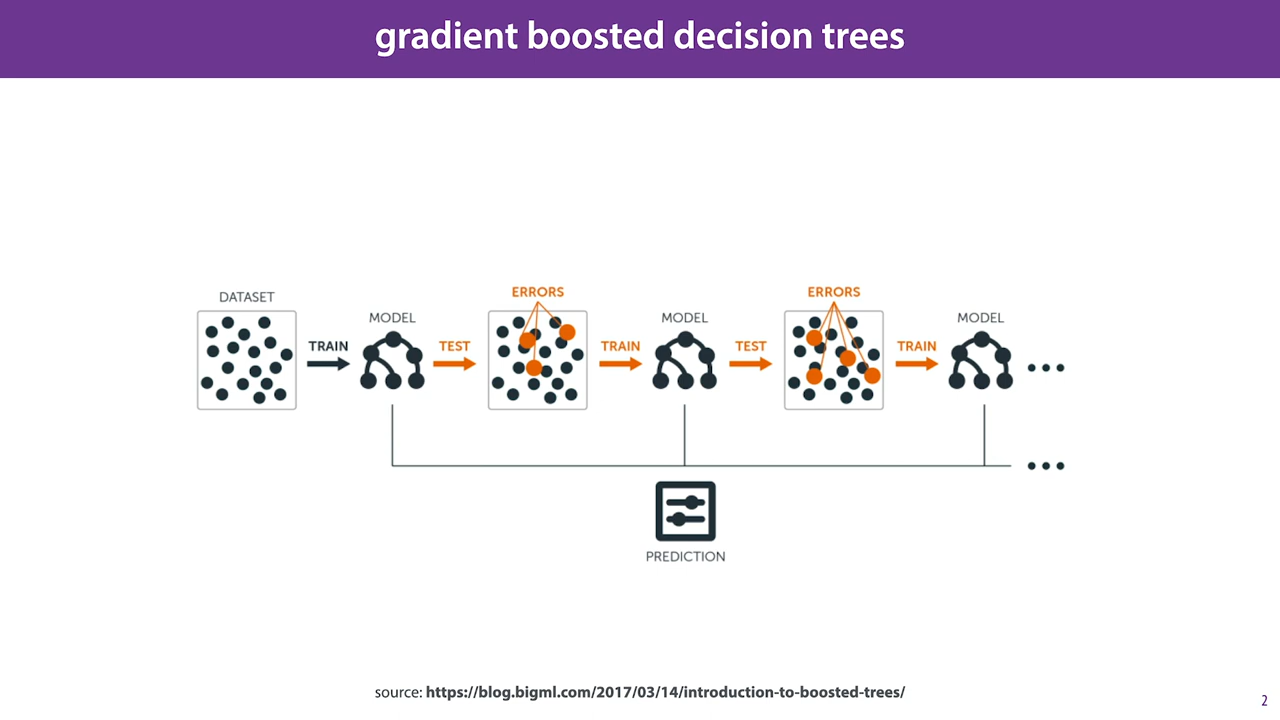 gradient boosted decision trees
DATASET
TRAIN
MODEL
TEST
ERRORS
TRAIN
MODEL
TEST
ERRORS
TRAIN
MODEL
PREDICTION
source: https://blog.bigml.com/2017/03/14/introduction-to-boosted-trees/
2